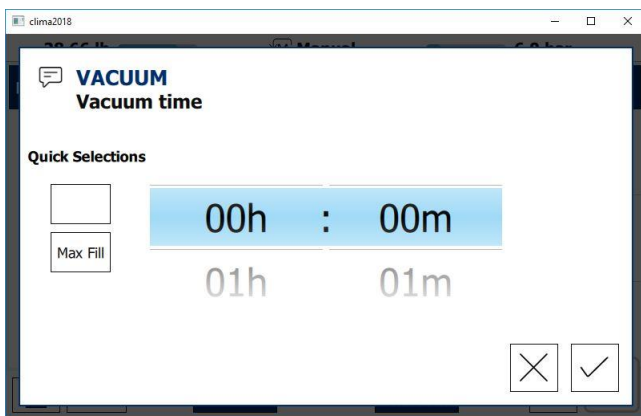 clima2018
VACUUM
Vacuum time
Quick Selections
00h : 00m
Max Fill
01h 01m